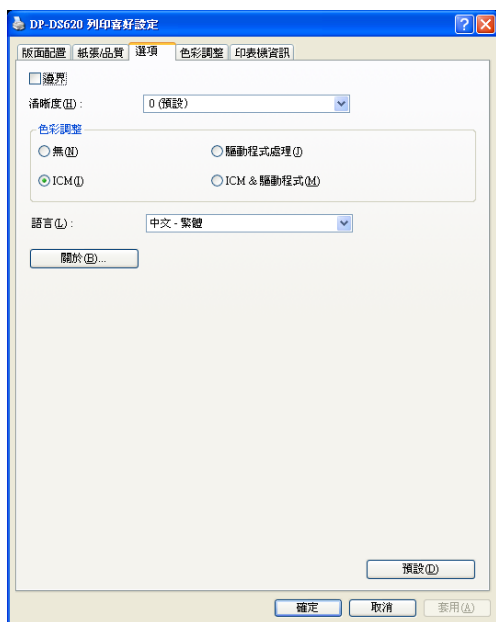 DP-DS620 列印喜好設定
版面配置 紙張/品質 選項 色彩調整 印表機資訊
邊界
清晰度(H) : 0 (預設)
色彩調整
無(N) 驅動程式處理(J)
ICM(I) ICM & 驅動程式(M)
語言(L) : 中文 - 繁體
關於(B)...
預設(D)
確定 取消 套用(A)